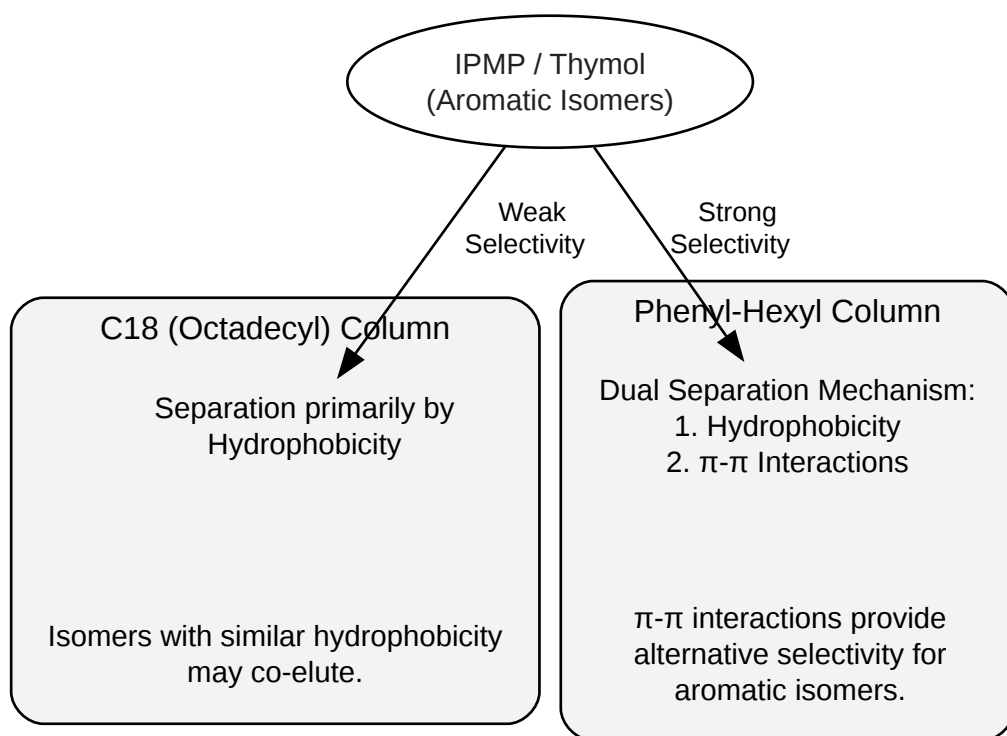 IPMP / Thymol
(Aromatic Isomers)
Weak
Selectivity
Strong
Selectivity
C18 (Octadecyl) Column
Separation primarily by
Hydrophobicity
Isomers with similar hydrophobicity
may co-elute.
Phenyl-Hexyl Column
Dual Separation Mechanism:
1. Hydrophobicity
2. π-π Interactions
π-π interactions provide
alternative selectivity for
aromatic isomers.